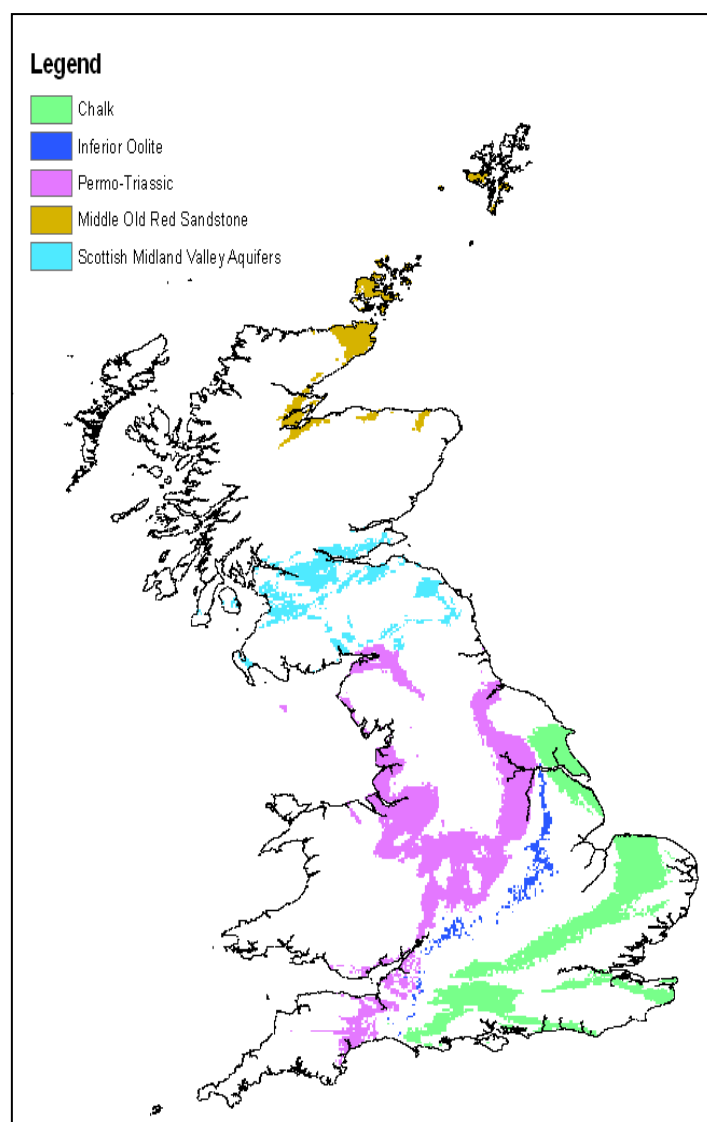 Legend
Chalk
Inferior Oolite
Permo-Triassic
Middle Old Red Sandstone
Scottish Midland Valley Aquifers